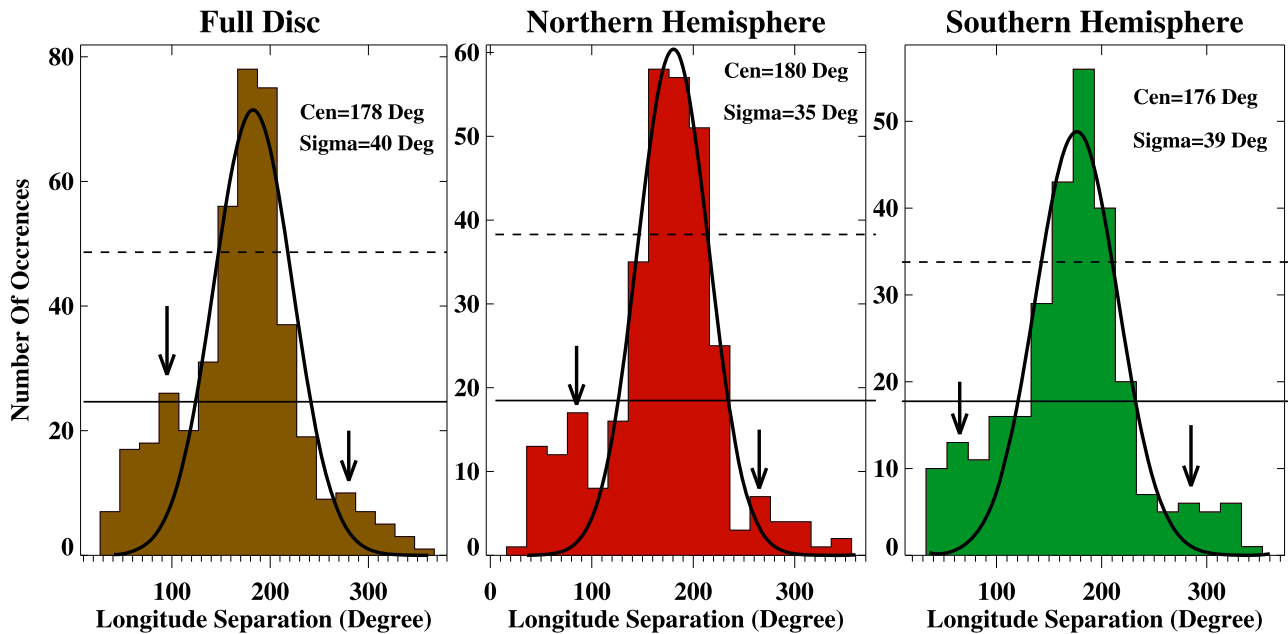 Full Disc
Northern Hemisphere
Southern Hemisphere
Number Of Occrences
80
60
40
20
0
Cen=178 Deg
Sigma=40 Deg
100 200 300
Longitude Separation (Degree)
60
50
40
30
20
10
0
Cen=180 Deg
Sigma=35 Deg
0 100 200 300
Longitude Separation (Degree)
50
40
30
20
10
0
Cen=176 Deg
Sigma=39 Deg
100 200 300
Longitude Separation (Degree)